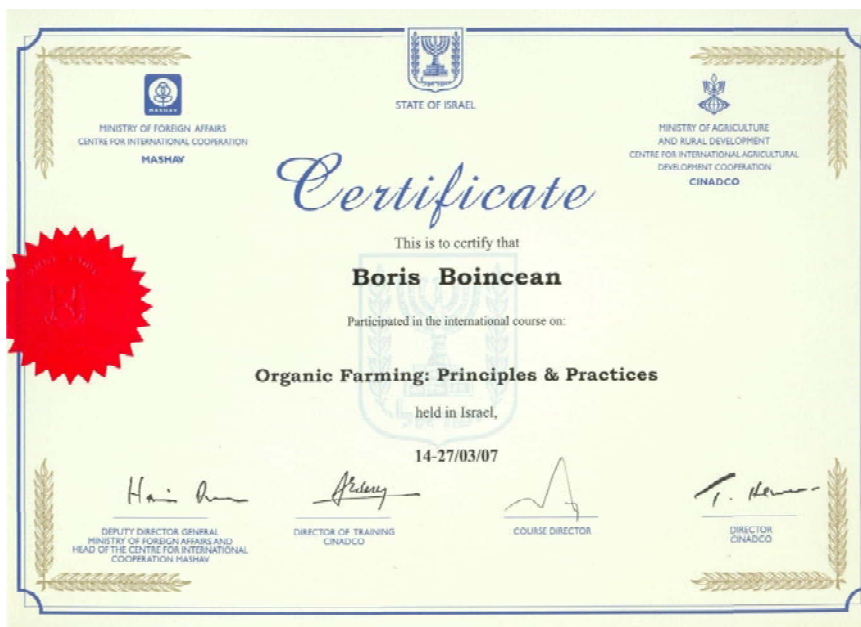 STATE OF ISRAEL
MASHAV
MINISTRY OF FOREIGN AFFAIRS
CENTRE FOR INTERNATIONAL COOPERATION
MASHAV
MINISTRY OF AGRICULTURE
AND RURAL DEVELOPMENT
CENTRE FOR INTERNATIONAL AGRICULTURAL
DEVELOPMENT COOPERATION
CINADCO
Certificate
This is to certify that
Boris Boincean
Participated in the international course on:
Organic Farming: Principles & Practices
held in Israel,
14-27/03/07
DEPUTY DIRECTOR GENERAL
MINISTRY OF FOREIGN AFFAIRS AND
HEAD OF THE CENTRE FOR INTERNATIONAL
COOPERATION MASHAV
DIRECTOR OF TRAINING
CINADCO
COURSE DIRECTOR
DIRECTOR
CINADCO